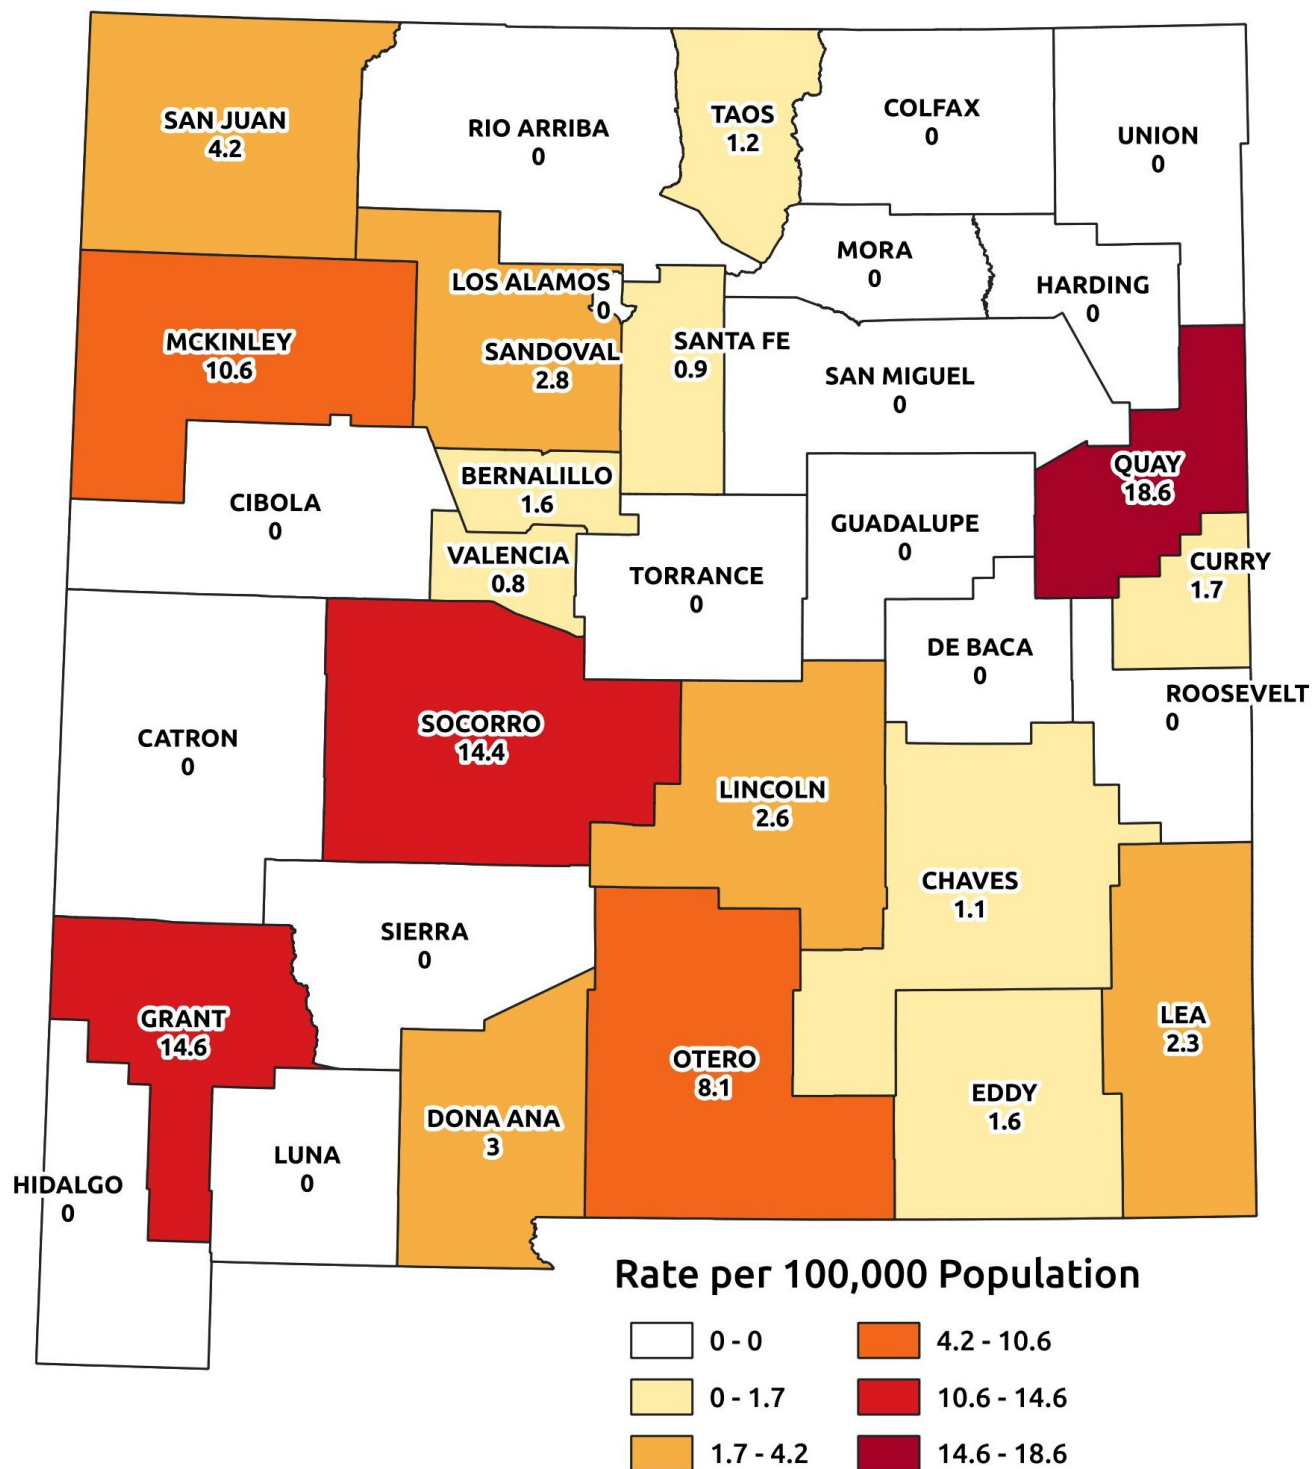 SAN JUAN
4.2
RIO ARRIBA
0
TAOS
1.2
COLFAX
0
UNION
0
MORA
0
HARDING
0
LOS ALAMOS
0
MCKINLEY
10.6
SANDOVAL
2.8
SANTA FE
0.9
SAN MIGUEL
0
QUAY
18.6
CIBOLA
0
BERNALILLO
1.6
GUADALUPE
0
VALENCIA
0.8
TORRANCE
0
CURRY
1.7
DE BACA
0
ROOSEVELT
0
CATRON
0
SOCORRO
14.4
LINCOLN
2.6
CHAVES
1.1
SIERRA
0
GRANT
14.6
OTERO
8.1
LEA
2.3
EDDY
1.6
DONA ANA
3
LUNA
0
HIDALGO
0
Rate per 100,000 Population
0 - 0
4.2 - 10.6
0 - 1.7
10.6 - 14.6
1.7 - 4.2
14.6 - 18.6